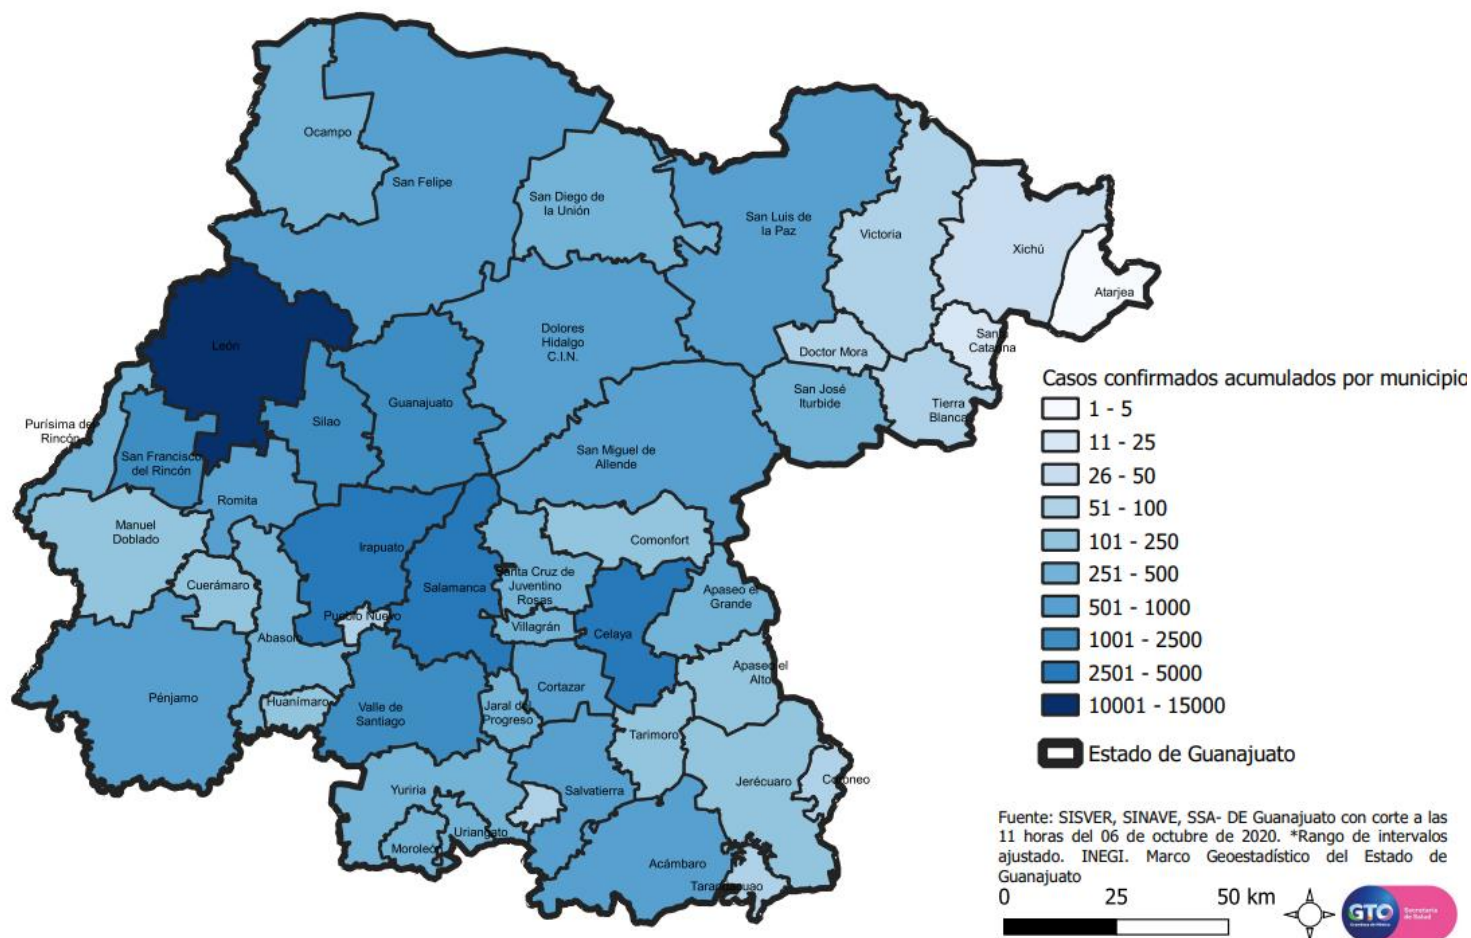 Ocampo
San Felipe
San Diego de
la Unión
San Luis de
la Paz
Victoria
Xichú
Atarjea
León
Dolores
Hidalgo
C.I.N.
Doctor Mora
Santa
Catarina
Purísima de
Rincón
Silao
Guanajuato
San José
Iturbide
Tierra
Blanca
San Francisco
del Rincón
San Miguel de
Allende
Romita
Manuel
Doblado
Irapuato
Comonfort
Cuerámaro
Salamanca
Santa Cruz de
Juventino
Rosas
Apaseo el
Grande
Pueblo Nuevo
Villagrán
Celaya
Abasolo
Apaseo el
Alto
Pénjamo
Huanímaro
Valle de
Santiago
Jaral del
Progreso
Cortazar
Tarimoro
Yuriria
Salvatierra
Jerécuaro
Coroneo
Uriangato
Moroleón
Acámbaro
Tarandacuao
Casos confirmados acumulados por municipio
1 - 5
11 - 25
26 - 50
51 - 100
101 - 250
251 - 500
501 - 1000
1001 - 2500
2501 - 5000
10001 - 15000
Estado de Guanajuato
Fuente: SISVER, SINAVE, SSA- DE Guanajuato con corte a las
11 horas del 06 de octubre de 2020. *Rango de intervalos
ajustado. INEGI. Marco Geoestadístico del Estado de
Guanajuato
0 25 50 km
GTO
Secretaría
de Salud